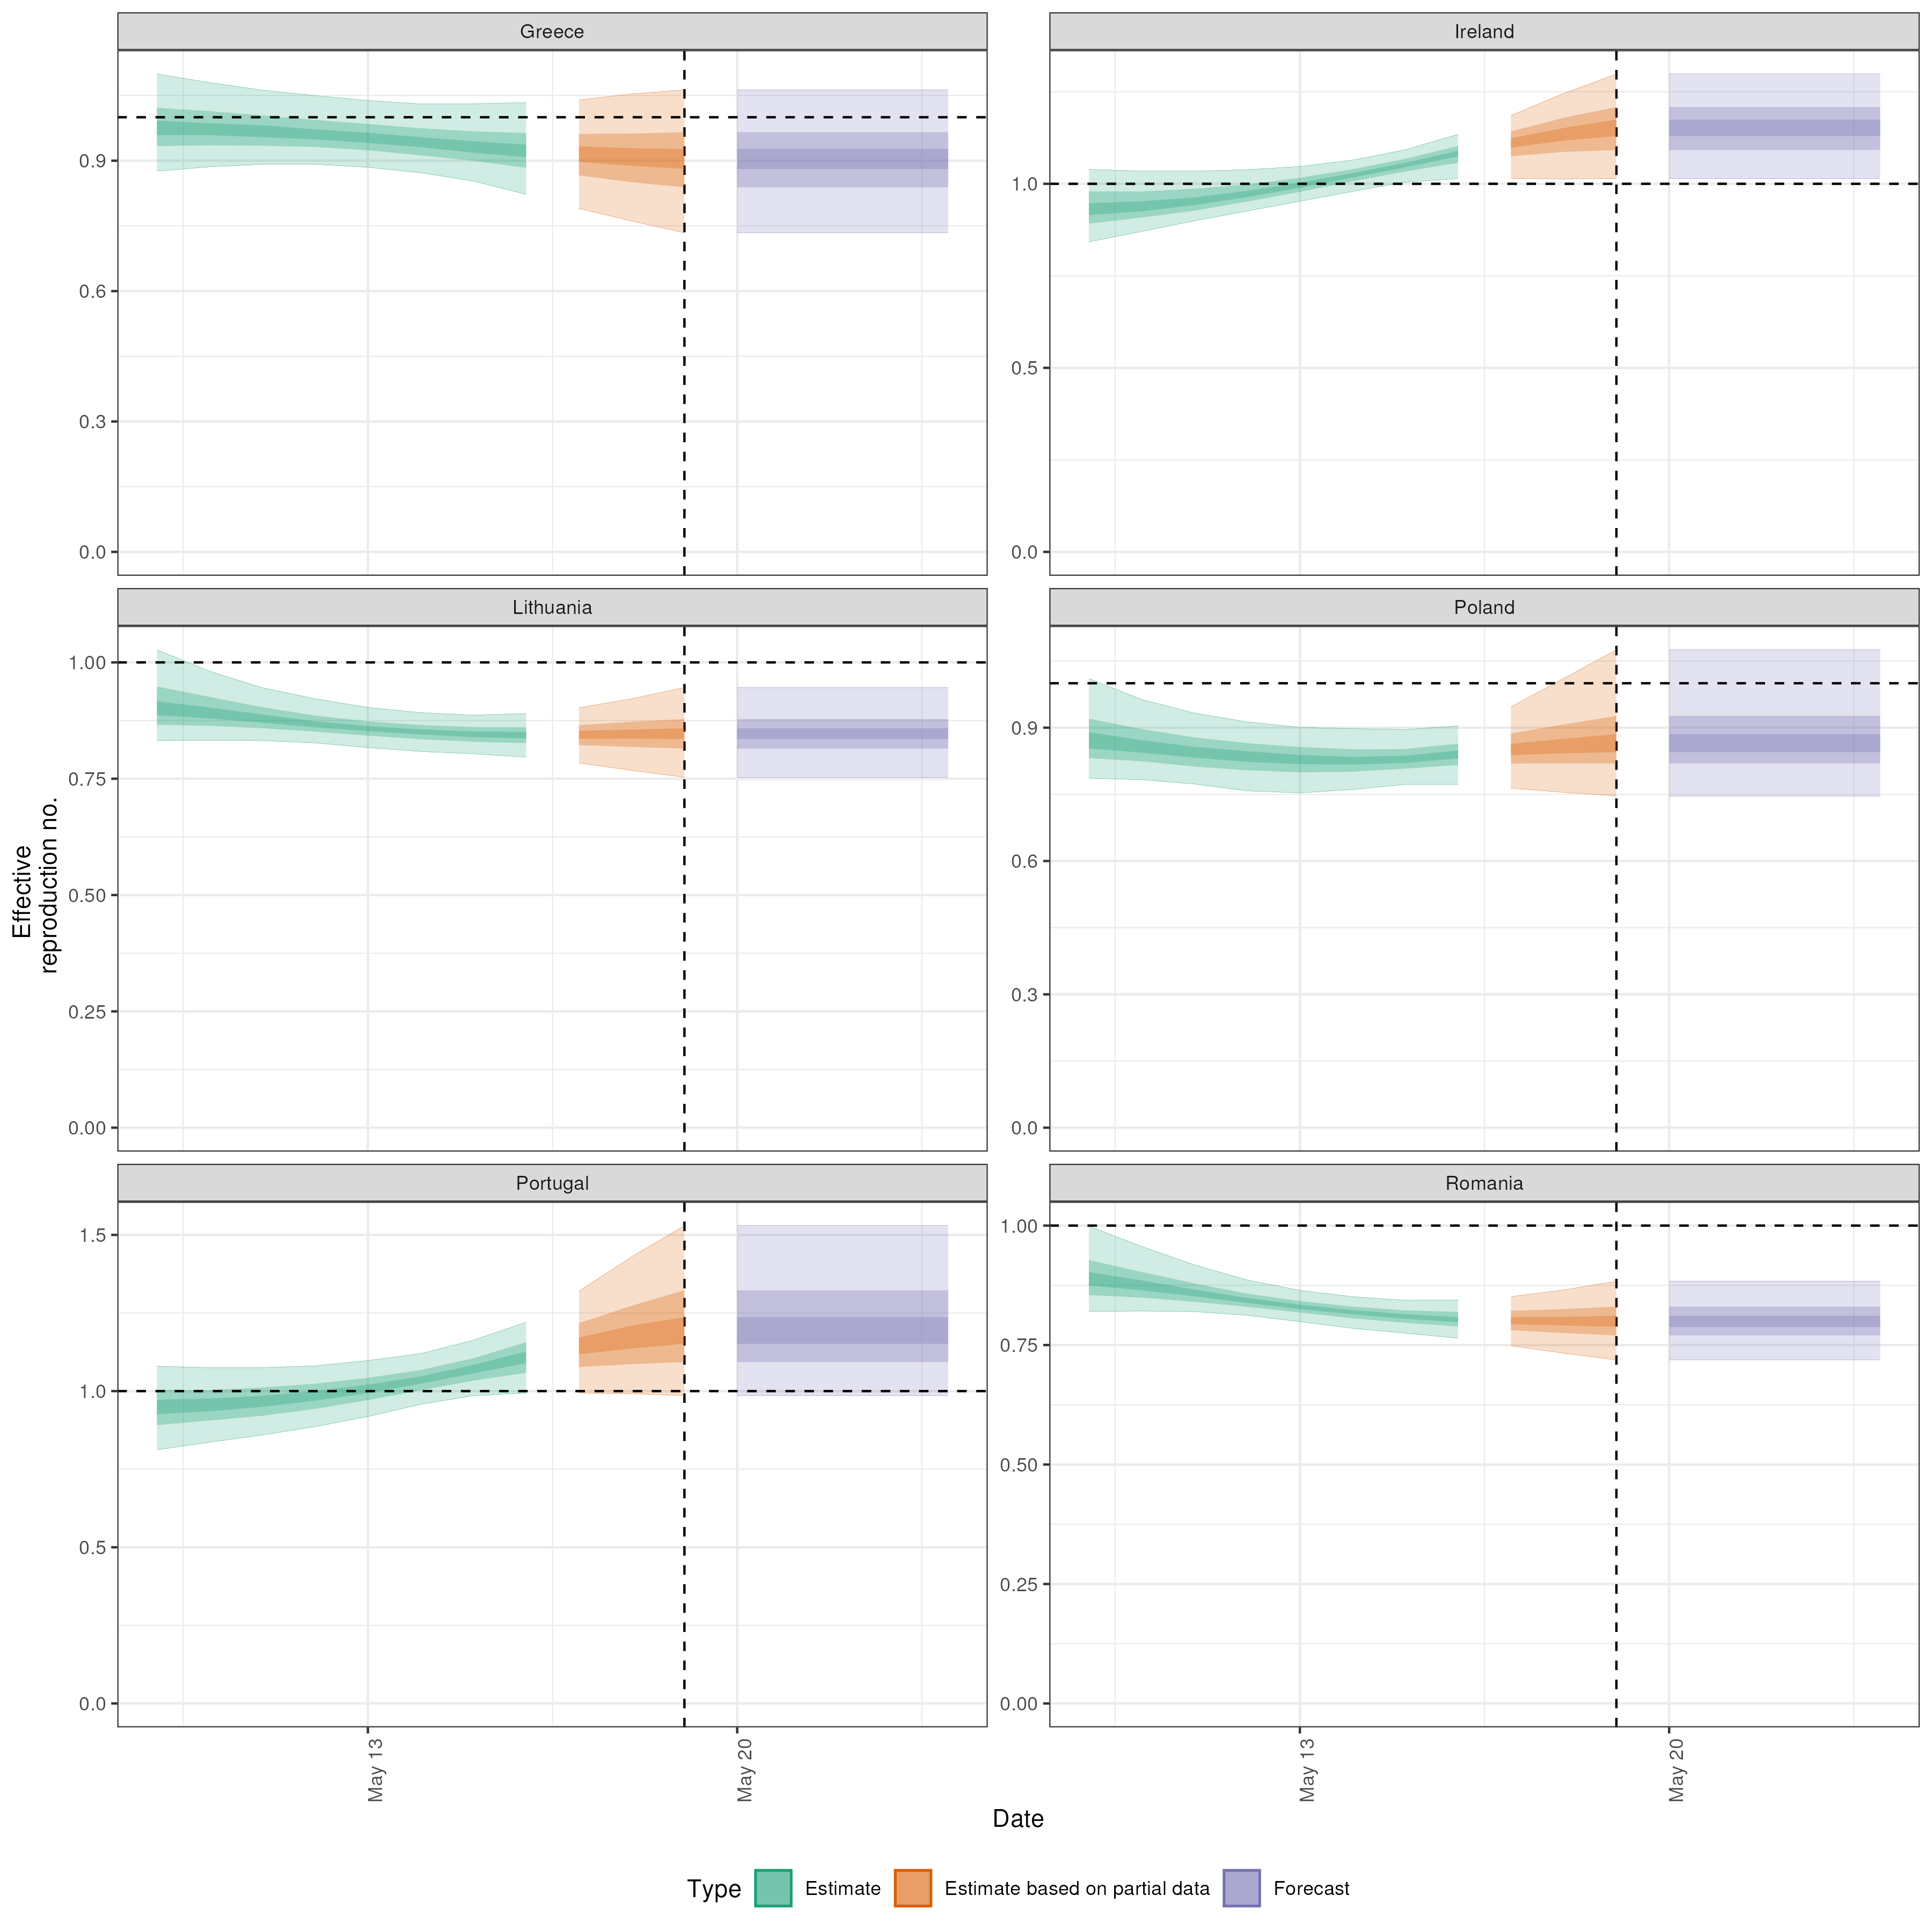 Greece
Ireland
0.9
0.6
0.3
0.0
1.0
0.5
0.0
Lithuania
Poland
1.00
0.75
0.50
0.25
0.00
0.9
0.6
0.3
0.0
Effective
reproduction no.
Portugal
Romania
1.5
1.0
0.5
0.0
1.00
0.75
0.50
0.25
0.00
May 13
May 20
May 13
May 20
Date
Type
Estimate
Estimate based on partial data
Forecast